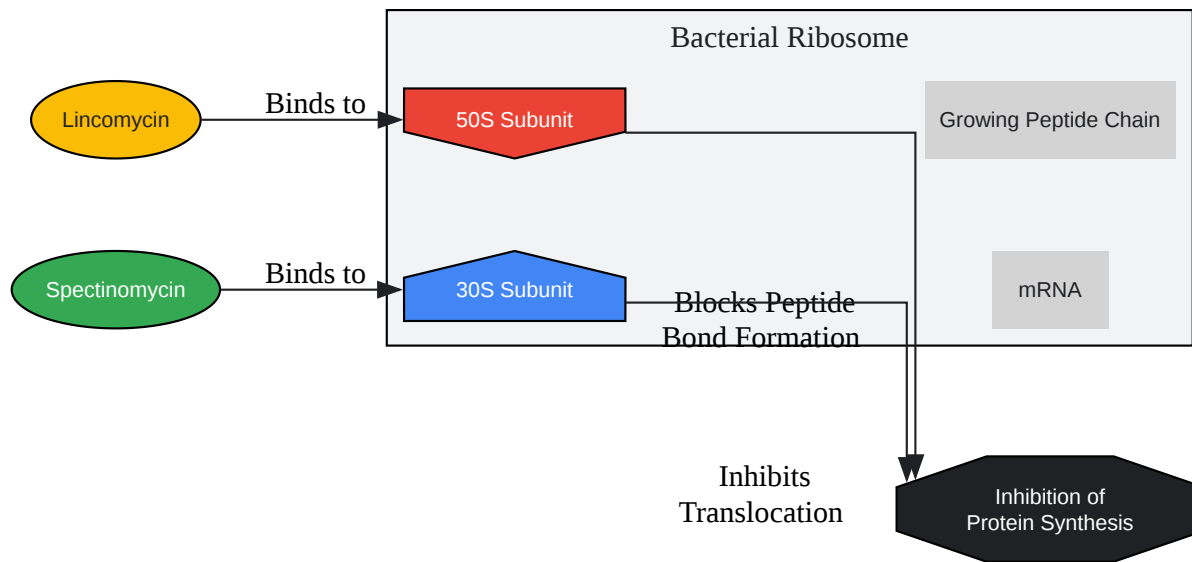 Bacterial Ribosome
Lincomycin
Binds to
50S Subunit
Growing Peptide Chain
Spectinomycin
Binds to
30S Subunit
mRNA
Blocks Peptide
Bond Formation
Inhibits
Translocation
Inhibition of
Protein Synthesis